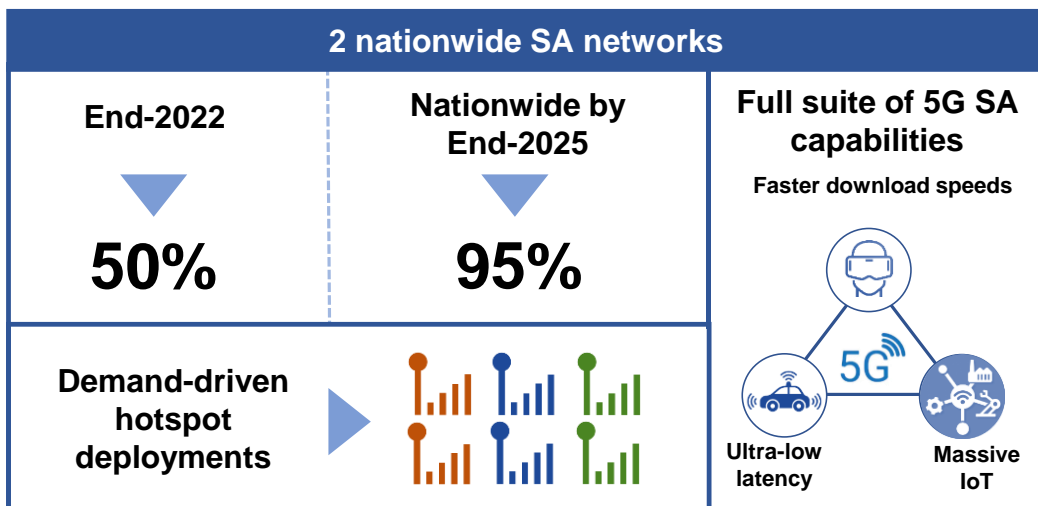 2 nationwide SA networks
End-2022
50%
Nationwide by
End-2025
95%
Demand-driven
hotspot
deployments
Full suite of 5G SA
capabilities
Faster download speeds
5G
Ultra-low
latency
Massive
IoT